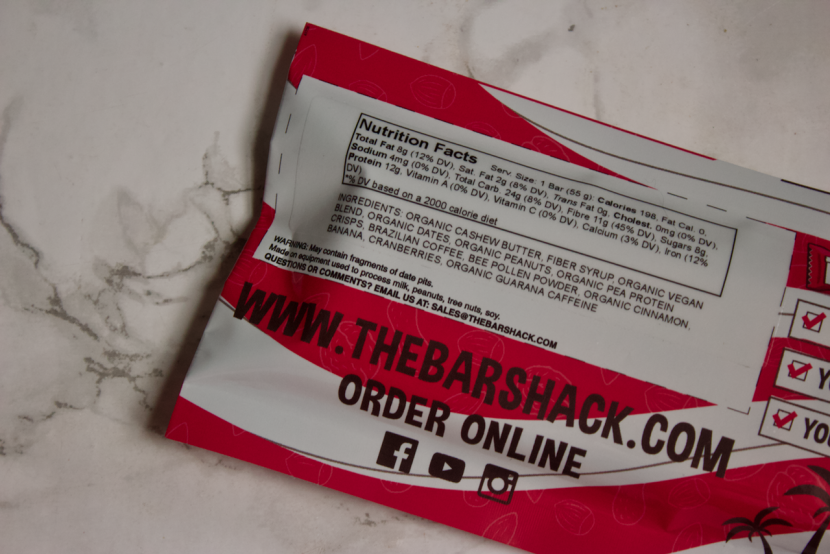 Nutrition Facts Serv. Size: 1 Bar (55 g), Calories 198, Fat Cal. 0,
Total Fat 8g (12% DV), Sat. Fat 2g (8% DV), Trans Fat 0g, Cholest. 0mg (0% DV),
Sodium 4mg (0% DV), Total Carb. 24g (8% DV), Fibre 11g (45% DV), Sugars 8g,
Protein 12g, Vitamin A (0% DV), Vitamin C (0% DV), Calcium (3% DV), Iron (12%
DV)
*% DV based on a 2000 calorie diet
INGREDIENTS: ORGANIC CASHEW BUTTER, FIBER SYRUP, ORGANIC VEGAN
BLEND, ORGANIC DATES, ORGANIC PEANUTS, ORGANIC PEA PROTEIN
CRISPS, BRAZILIAN COFFEE, BEE POLLEN POWDER, ORGANIC CINNAMON,
BANANA, CRANBERRIES, ORGANIC GUARANA CAFFEINE
WARNING: May contain fragments of date pits.
Made on equipment used to process milk, peanuts, tree nuts, soy.
QUESTIONS OR COMMENTS? EMAIL US AT: SALES@THEBARSHACK.COM
WWW.THEBARSHACK.COM
ORDER ONLINE
Y
YO